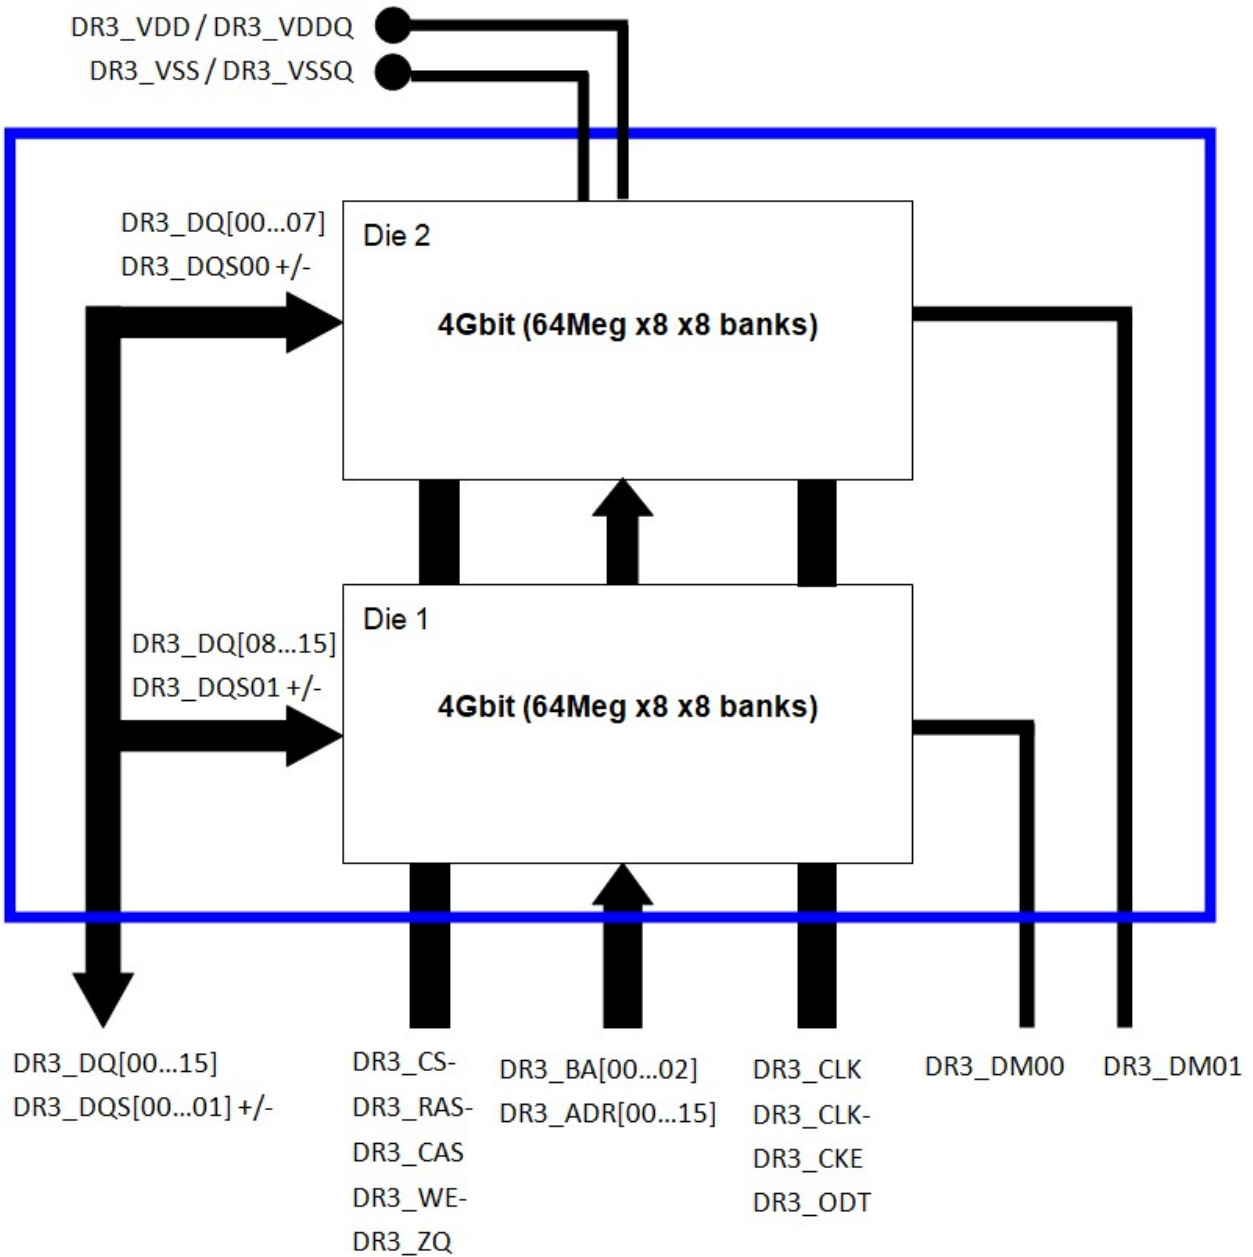 DR3_VDD / DR3_VDDQ
DR3_VSS / DR3_VSSQ
DR3_DQ[00...07]
DR3_DQS00 +/-
Die 2
4Gbit (64Meg x8 x8 banks)
DR3_DQ[08...15]
DR3_DQS01 +/-
Die 1
4Gbit (64Meg x8 x8 banks)
DR3_DQ[00...15]
DR3_DQS[00...01] +/-
DR3_CS-
DR3_RAS-
DR3_CAS
DR3_WE-
DR3_ZQ
DR3_BA[00...02]
DR3_ADR[00...15]
DR3_CLK
DR3_CLK-
DR3_CKE
DR3_ODT
DR3_DM00
DR3_DM01